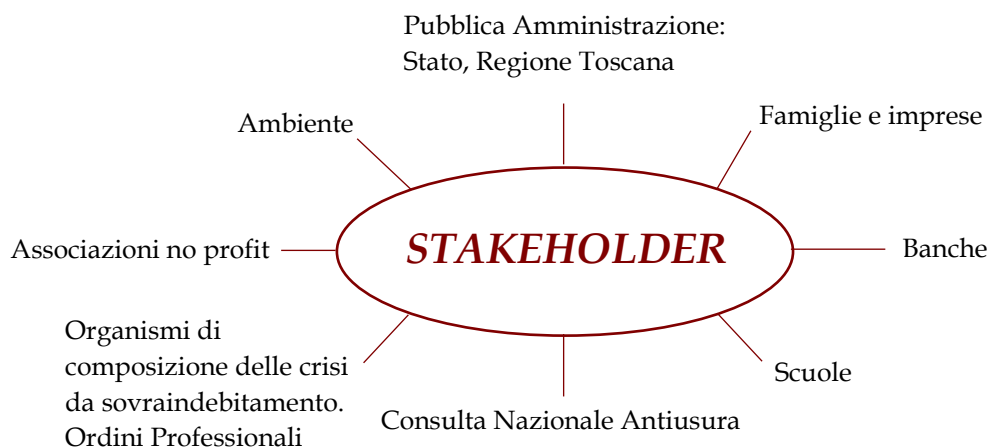 Pubblica Amministrazione:
Stato, Regione Toscana
Ambiente
Famiglie e imprese
STAKEHOLDER
Associazioni no profit
Banche
Organismi di
composizione delle crisi
da sovraindebitamento.
Ordini Professionali
Scuole
Consulta Nazionale Antiusura